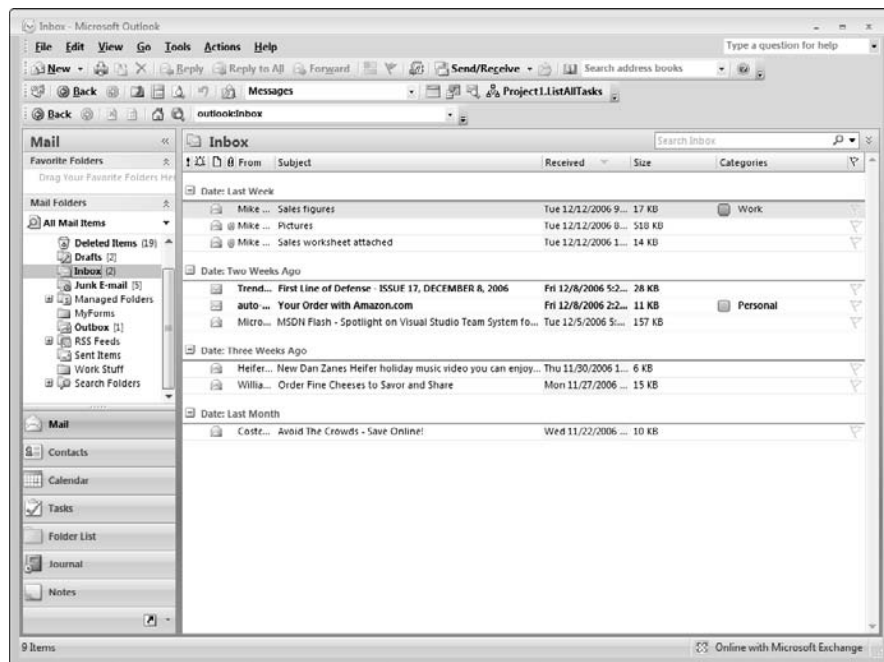 Inbox - Microsoft Outlook
File Edit View Go Tools Actions Help
Type a question for help
New Reply Reply to All Forward Send/Receive Search address books
Back Messages Project1.ListAllTasks
Back outlook:Inbox
Mail
Favorite Folders
Drag Your Favorite Folders Her
Mail Folders
All Mail Items
Deleted Items (19)
Drafts [2]
Inbox (2)
Junk E-mail [5]
Managed Folders
MyForms
Outbox [1]
RSS Feeds
Sent Items
Work Stuff
Search Folders
Mail
Contacts
Calendar
Tasks
Folder List
Journal
Notes
Inbox
Search Inbox
From Subject Received Size Categories
Date: Last Week
Mike ... Sales figures Tue 12/12/2006 9... 17 KB Work
Mike ... Pictures Tue 12/12/2006 8... 518 KB
Mike ... Sales worksheet attached Tue 12/12/2006 1... 14 KB
Date: Two Weeks Ago
Trend... First Line of Defense - ISSUE 17, DECEMBER 8, 2006 Fri 12/8/2006 5:2... 28 KB
auto-... Your Order with Amazon.com Fri 12/8/2006 2:2... 11 KB Personal
Micro... MSDN Flash - Spotlight on Visual Studio Team System fo... Tue 12/5/2006 5:... 157 KB
Date: Three Weeks Ago
Heifer... New Dan Zanes Heifer holiday music video you can enjoy... Thu 11/30/2006 1... 6 KB
Willia... Order Fine Cheeses to Savor and Share Mon 11/27/2006 ... 15 KB
Date: Last Month
Costc... Avoid The Crowds - Save Online! Wed 11/22/2006 ... 10 KB
9 Items
Online with Microsoft Exchange